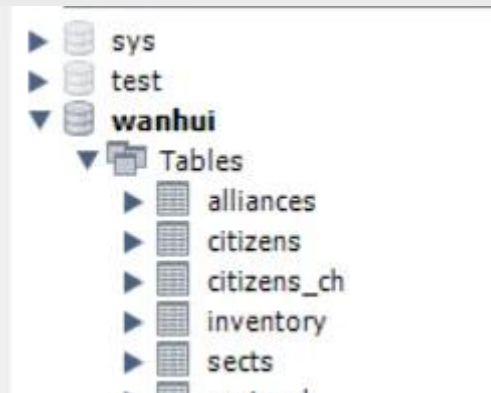 sys
test
wanhui
Tables
alliances
citizens
citizens_ch
inventory
sects